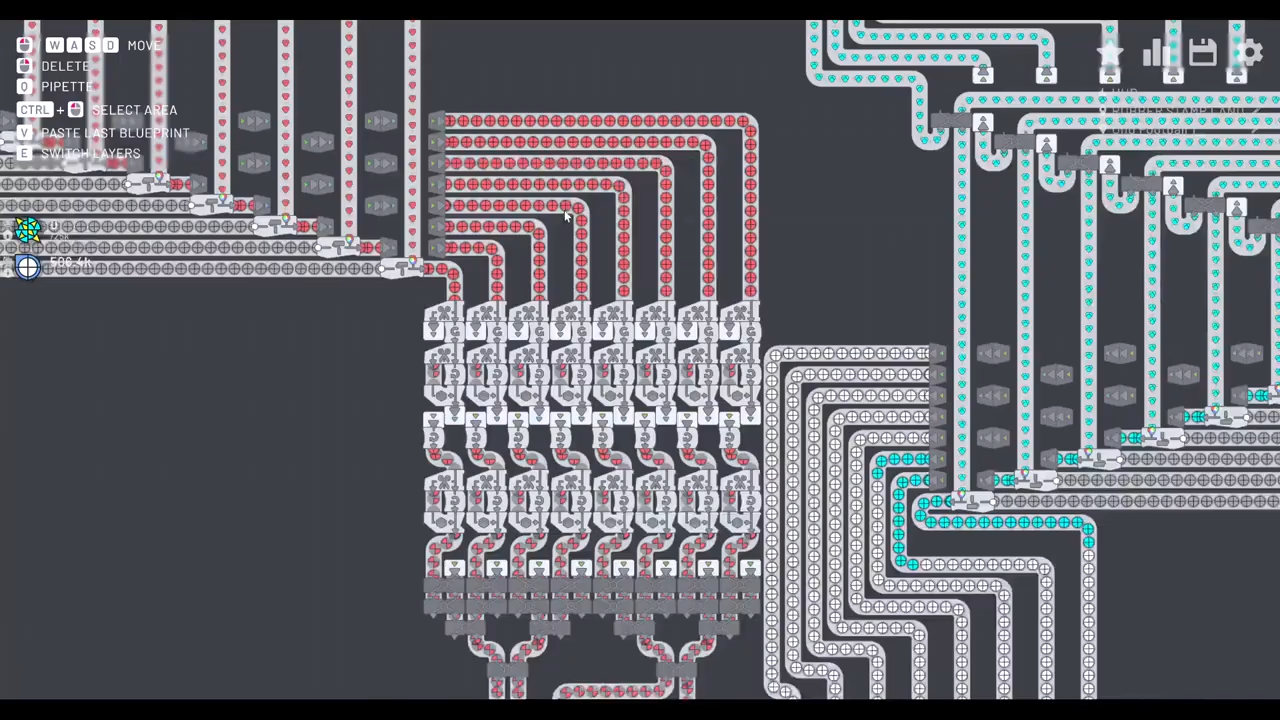 W A S D MOVE
DELETE
Q PIPETTE
CTRL + SELECT AREA
V PASTE LAST BLUEPRINT
E SWITCH LAYERS